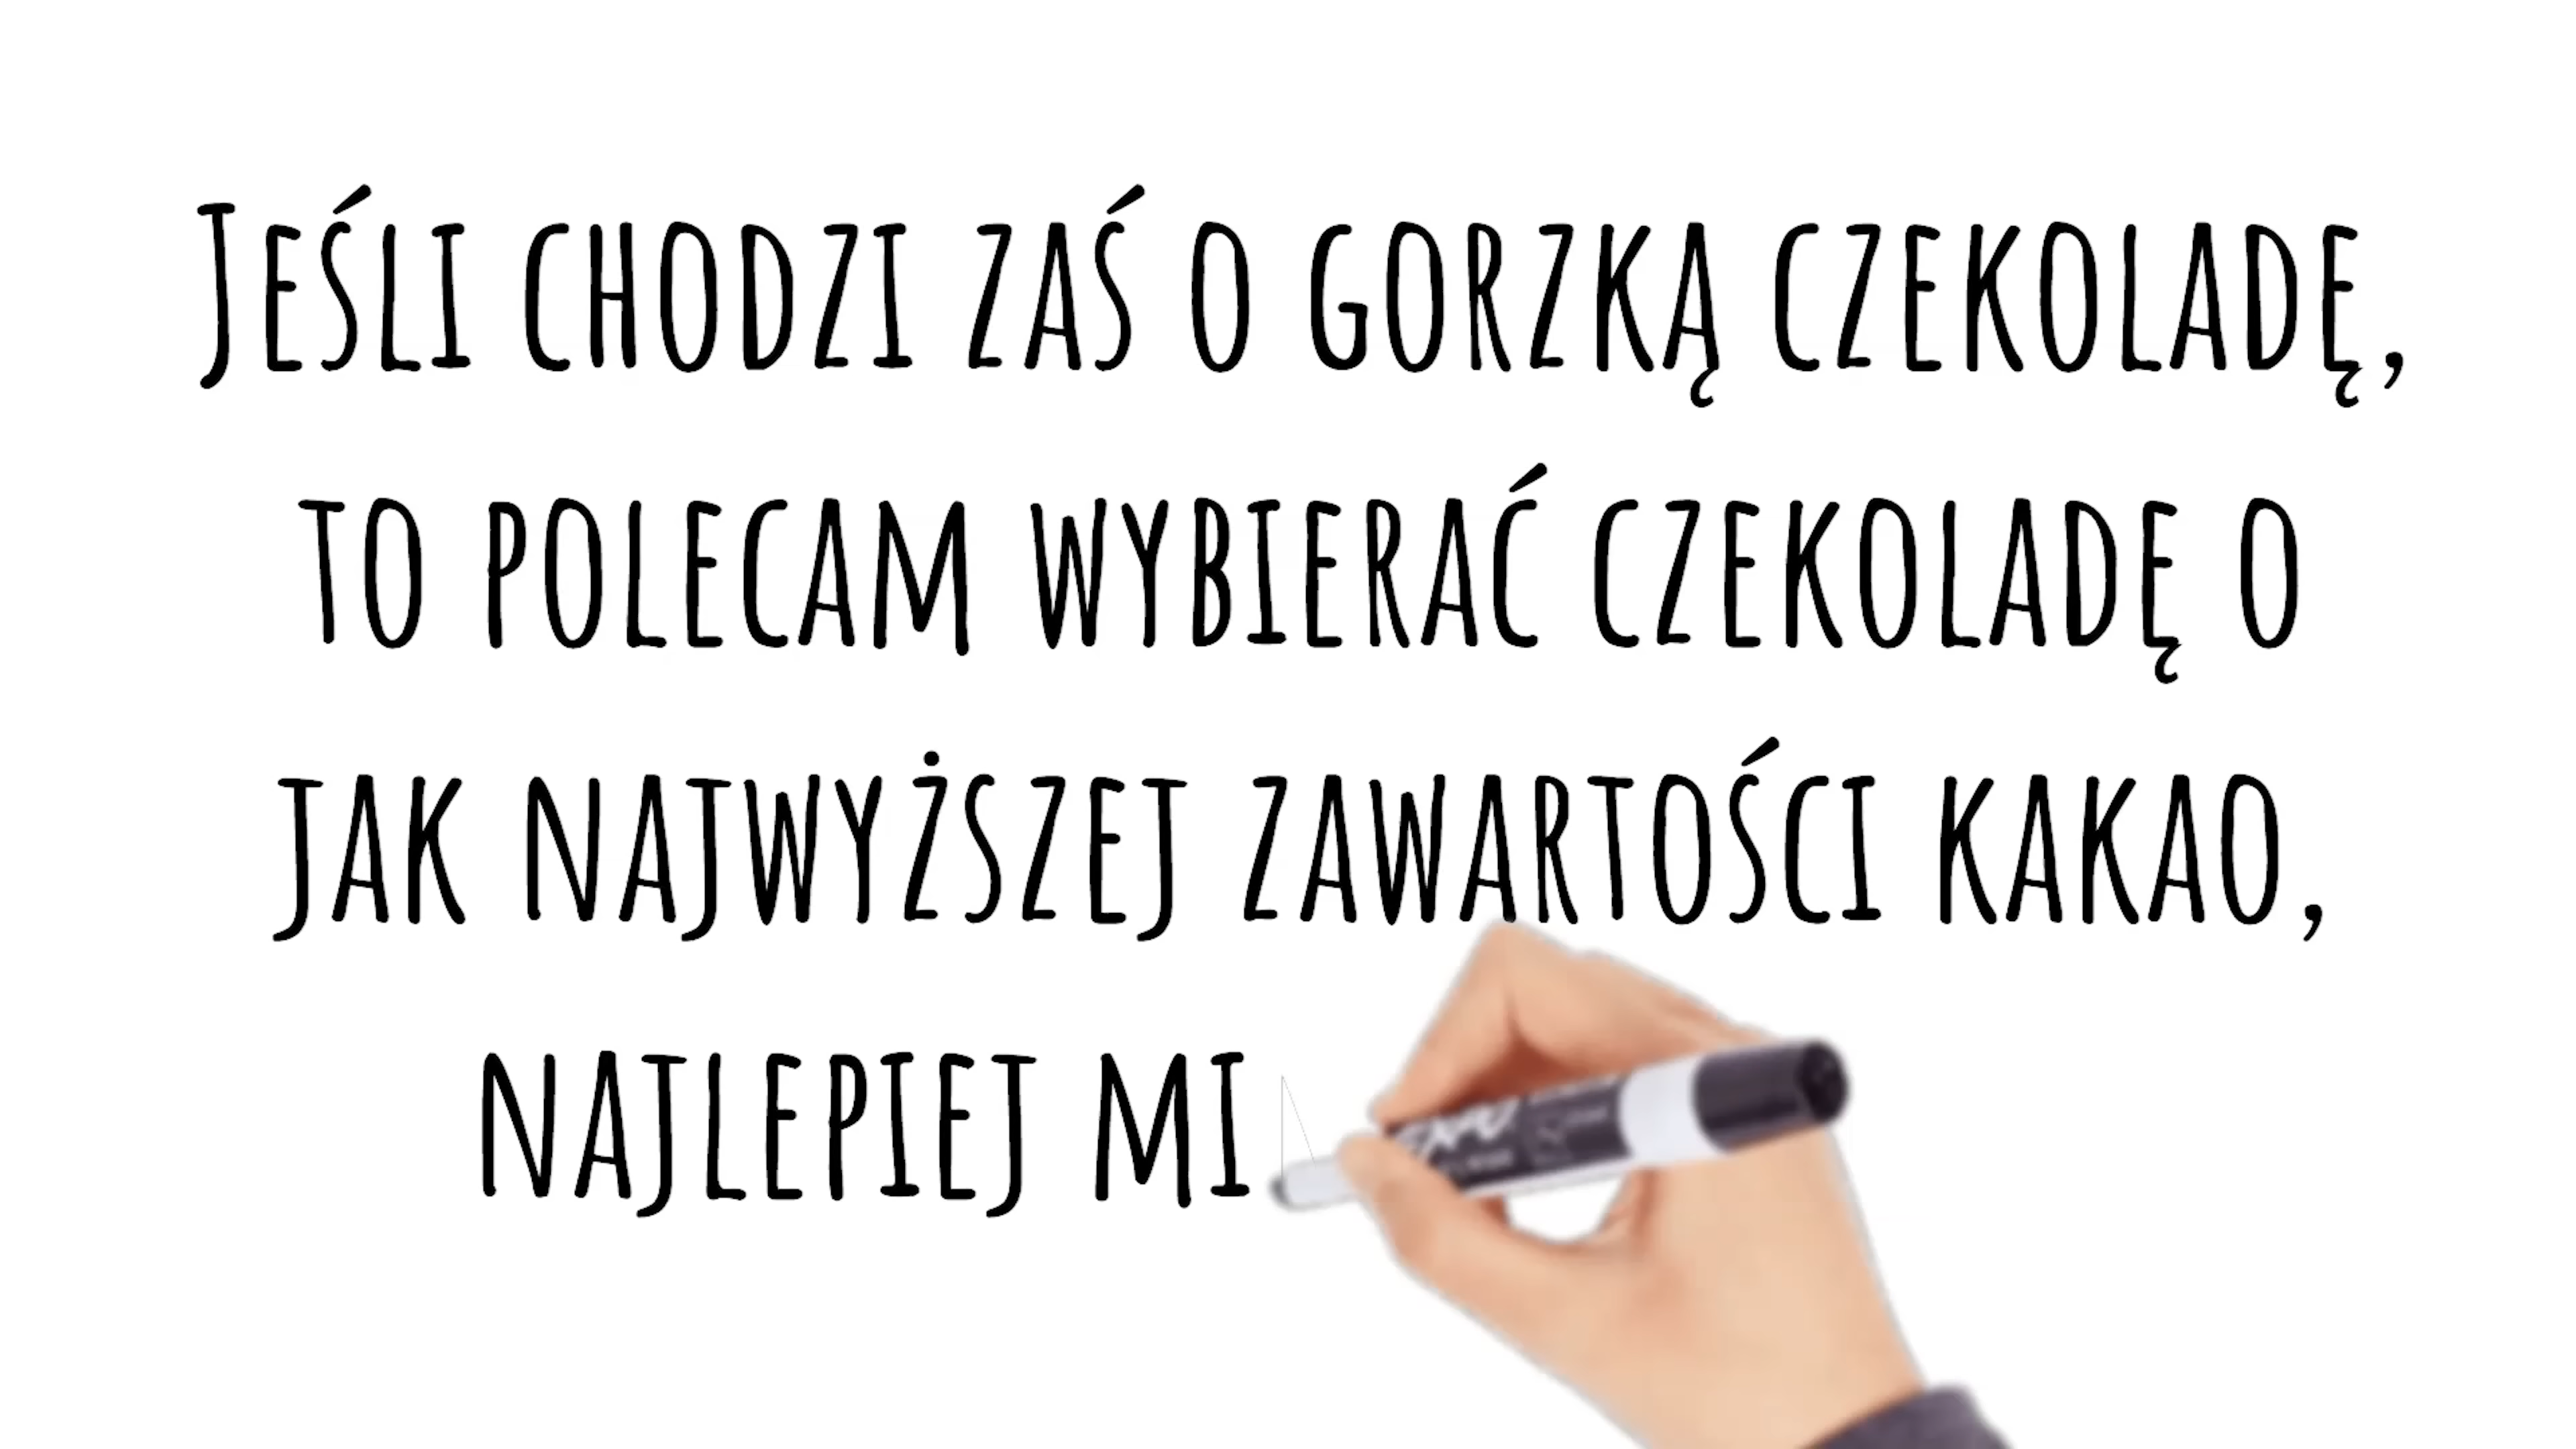 Jeśli chodzi zaś o gorzką czekoladę,
to polecam wybierać czekoladę o
jak najwyższej zawartości kakao,
najlepiej mi